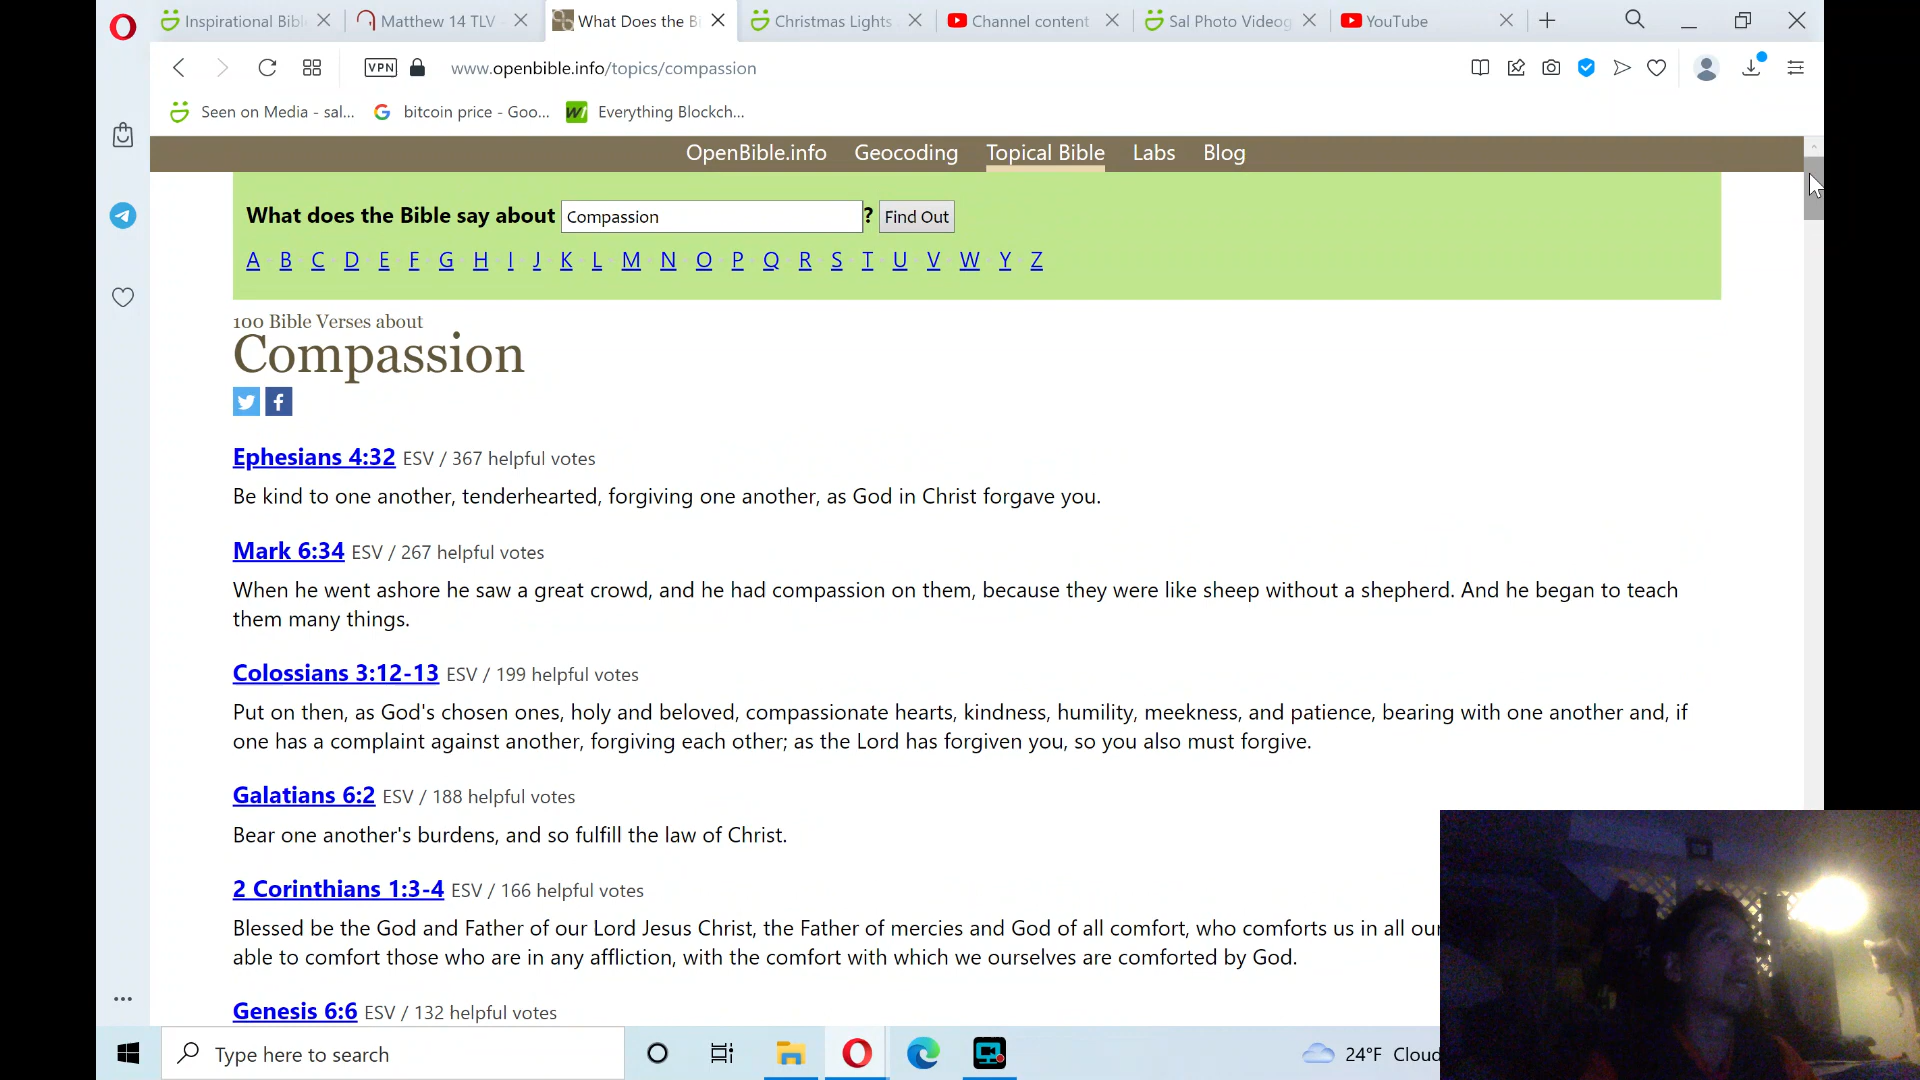 Inspirational Bible
Matthew 14 TLV
What Does the B
Christmas Lights
Channel content
Sal Photo Videog
YouTube
VPN
www.openbible.info/topics/compassion
Seen on Media - sal...
bitcoin price - Goo...
Everything Blockch...
OpenBible.info Geocoding Topical Bible Labs Blog
What does the Bible say about Compassion ? Find Out
A B C D E F G H I J K L M N O P Q R S T U V W Y Z
100 Bible Verses about
Compassion
Ephesians 4:32 ESV / 367 helpful votes
Be kind to one another, tenderhearted, forgiving one another, as God in Christ forgave you.
Mark 6:34 ESV / 267 helpful votes
When he went ashore he saw a great crowd, and he had compassion on them, because they were like sheep without a shepherd. And he began to teach
them many things.
Colossians 3:12-13 ESV / 199 helpful votes
Put on then, as God's chosen ones, holy and beloved, compassionate hearts, kindness, humility, meekness, and patience, bearing with one another and, if
one has a complaint against another, forgiving each other; as the Lord has forgiven you, so you also must forgive.
Galatians 6:2 ESV / 188 helpful votes
Bear one another's burdens, and so fulfill the law of Christ.
2 Corinthians 1:3-4 ESV / 166 helpful votes
Blessed be the God and Father of our Lord Jesus Christ, the Father of mercies and God of all comfort, who comforts us in all our
able to comfort those who are in any affliction, with the comfort with which we ourselves are comforted by God.
Genesis 6:6 ESV / 132 helpful votes
Type here to search
24°F Cloud